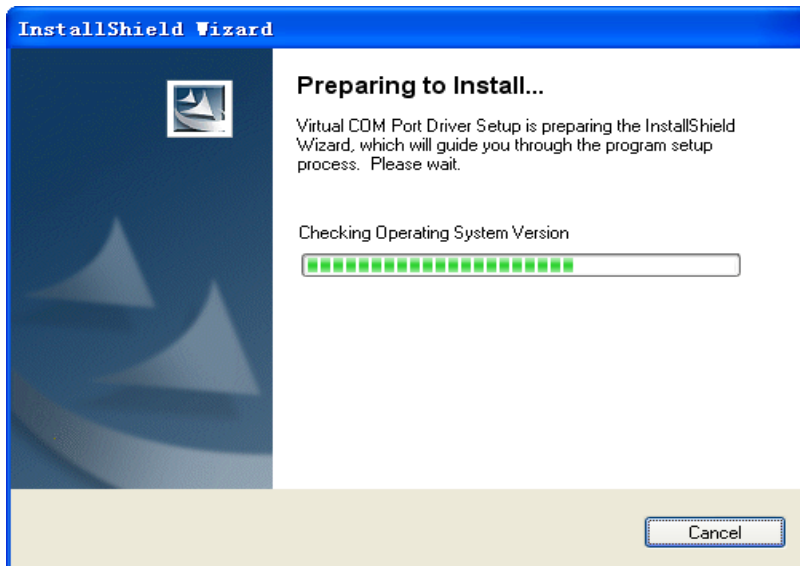 InstallShield Wizard
Preparing to Install...
Virtual COM Port Driver Setup is preparing the InstallShield
Wizard, which will guide you through the program setup
process. Please wait.
Checking Operating System Version
Cancel